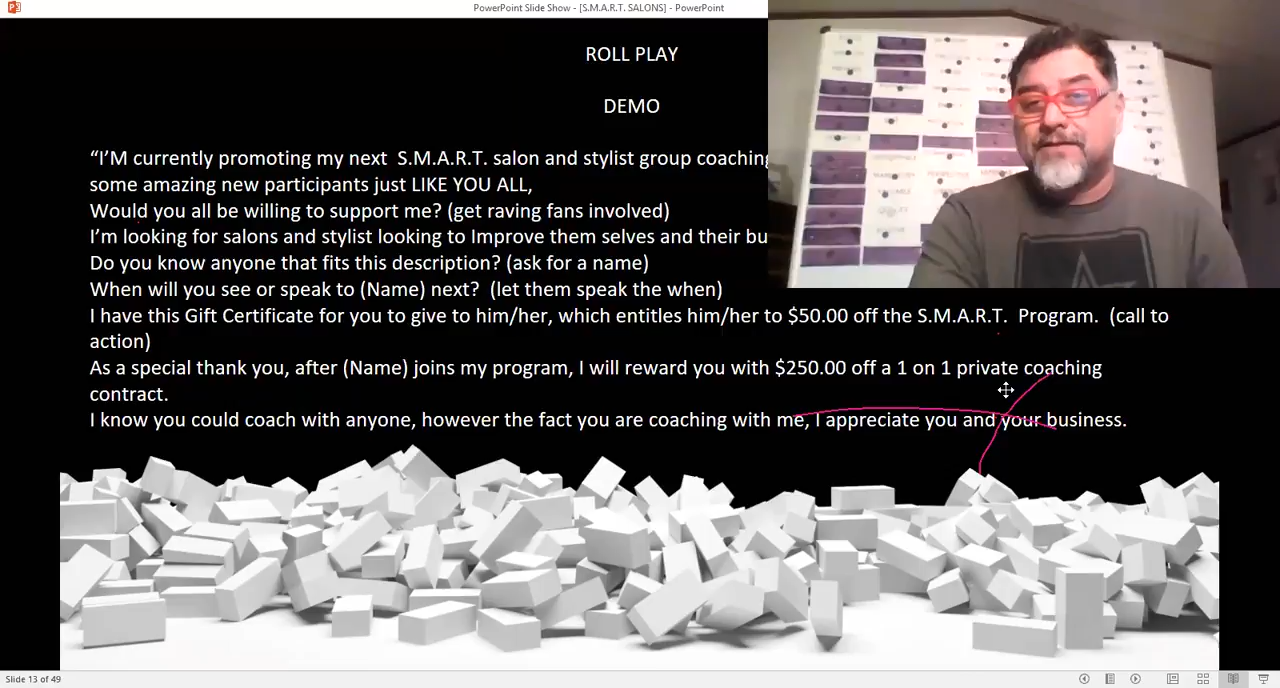 PowerPoint Slide Show - [S.M.A.R.T. SALONS] - PowerPoint
ROLL PLAY
DEMO
“I’M currently promoting my next S.M.A.R.T. salon and stylist group coaching
some amazing new participants just LIKE YOU ALL,
Would you all be willing to support me? (get raving fans involved)
I’m looking for salons and stylist looking to Improve them selves and their bu
Do you know anyone that fits this description? (ask for a name)
When will you see or speak to (Name) next? (let them speak the when)
I have this Gift Certificate for you to give to him/her, which entitles him/her to $50.00 off the S.M.A.R.T. Program. (call to
action)
As a special thank you, after (Name) joins my program, I will reward you with $250.00 off a 1 on 1 private coaching
contract.
I know you could coach with anyone, however the fact you are coaching with me, I appreciate you and your business.
Slide 13 of 49